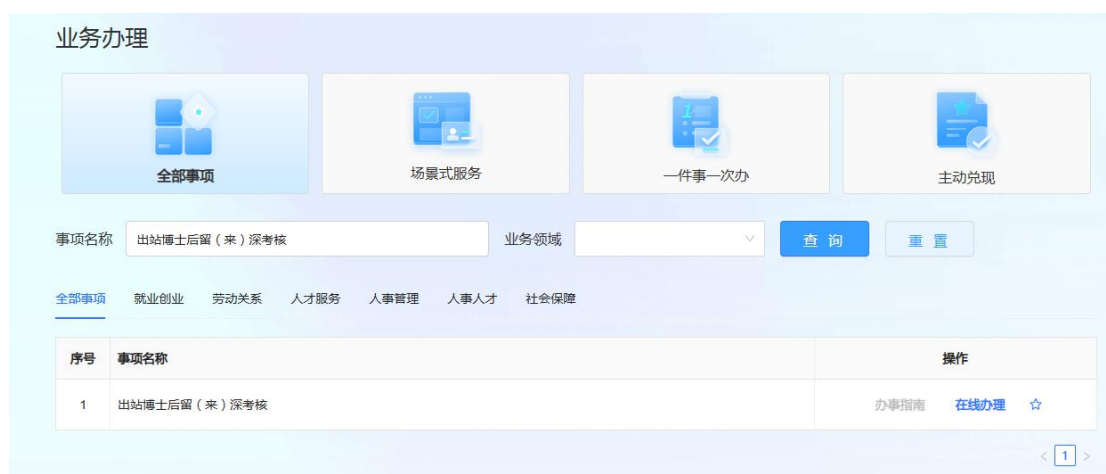 业务办理
全部事项 场景式服务 一件事一次办 主动兑现
事项名称 出站博士后留（来）深考核 业务领域 查 询 重 置
全部事项 就业创业 劳动关系 人才服务 人事管理 人事人才 社会保障
序号 事项名称 操作
1 出站博士后留（来）深考核 办事指南 在线办理
< 1 >